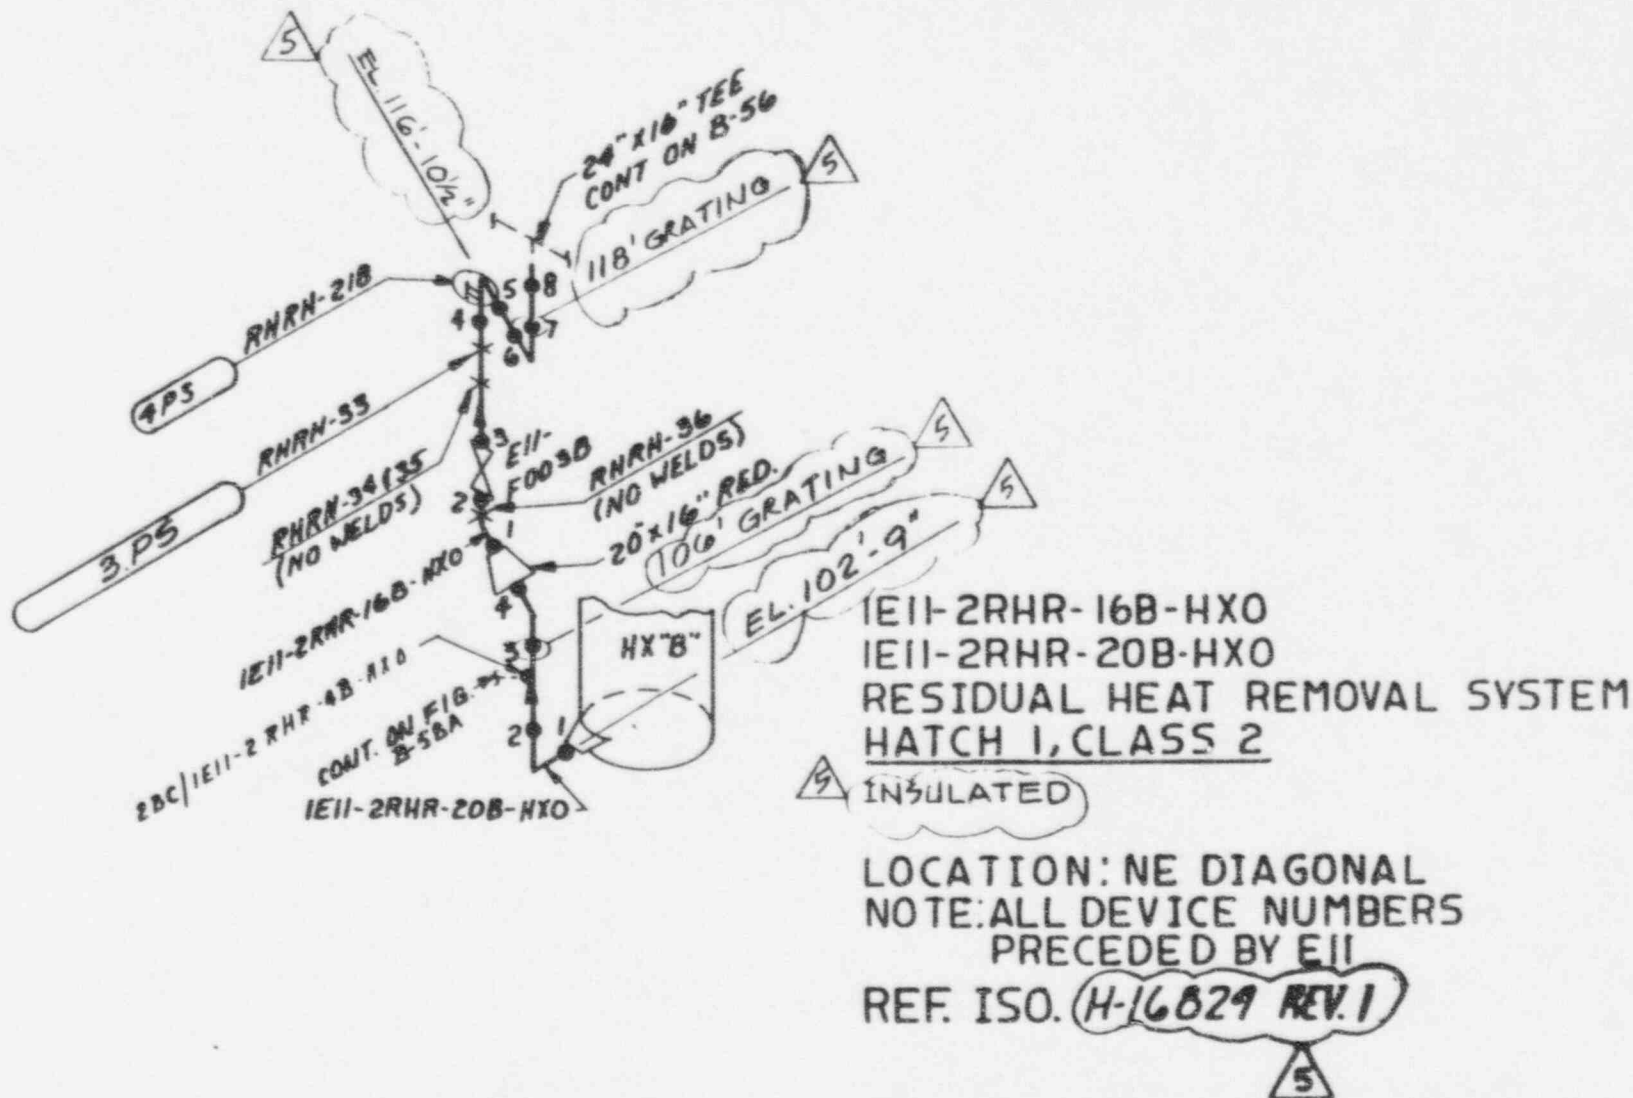 5
EL. 116'-10½"
24"X16" TEE
CONT ON B-56
5
118' GRATING
RHRH-218
4PS
5
8
4
7
6
RHRH-33
3PS
3
E11-
F003B
RHRH-36
(NO WELDS)
RHRH-34 & 35
(NO WELDS)
2
1
20"X16" RED.
5
106' GRATING
5
EL. 102'-9"
1E11-2RHR-16B-HXO
4
3
HX "B"
2BC/1E11-2RHR-4B-HXO
CONT. ON FIG.
B-58A
2
1
1E11-2RHR-20B-HXO
1E11-2RHR-16B-HXO
1E11-2RHR-20B-HXO
RESIDUAL HEAT REMOVAL SYSTEM
HATCH 1, CLASS 2
5 INSULATED
LOCATION: NE DIAGONAL
NOTE: ALL DEVICE NUMBERS
PRECEDED BY E11
REF. ISO. H-16829 REV. 1
5